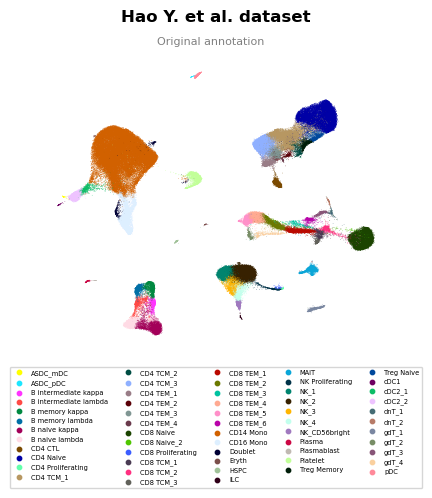 Hao Y. et al. dataset
Original annotation
ASDC_mDC
ASDC_pDC
B intermediate kappa
B intermediate lambda
B memory kappa
B memory lambda
B naive kappa
B naive lambda
CD4 CTL
CD4 Naive
CD4 Proliferating
CD4 TCM_1
CD4 TCM_2
CD4 TCM_3
CD4 TEM_1
CD4 TEM_2
CD4 TEM_3
CD4 TEM_4
CD8 Naive
CD8 Naive_2
CD8 Proliferating
CD8 TCM_1
CD8 TCM_2
CD8 TCM_3
CD8 TEM_1
CD8 TEM_2
CD8 TEM_3
CD8 TEM_4
CD8 TEM_5
CD8 TEM_6
CD14 Mono
CD16 Mono
Doublet
Eryth
HSPC
ILC
MAIT
NK Proliferating
NK_1
NK_2
NK_3
NK_4
NK_CD56bright
Plasma
Plasmablast
Platelet
Treg Memory
Treg Naive
cDC1
cDC2_1
cDC2_2
dnT_1
dnT_2
gdT_1
gdT_2
gdT_3
gdT_4
pDC